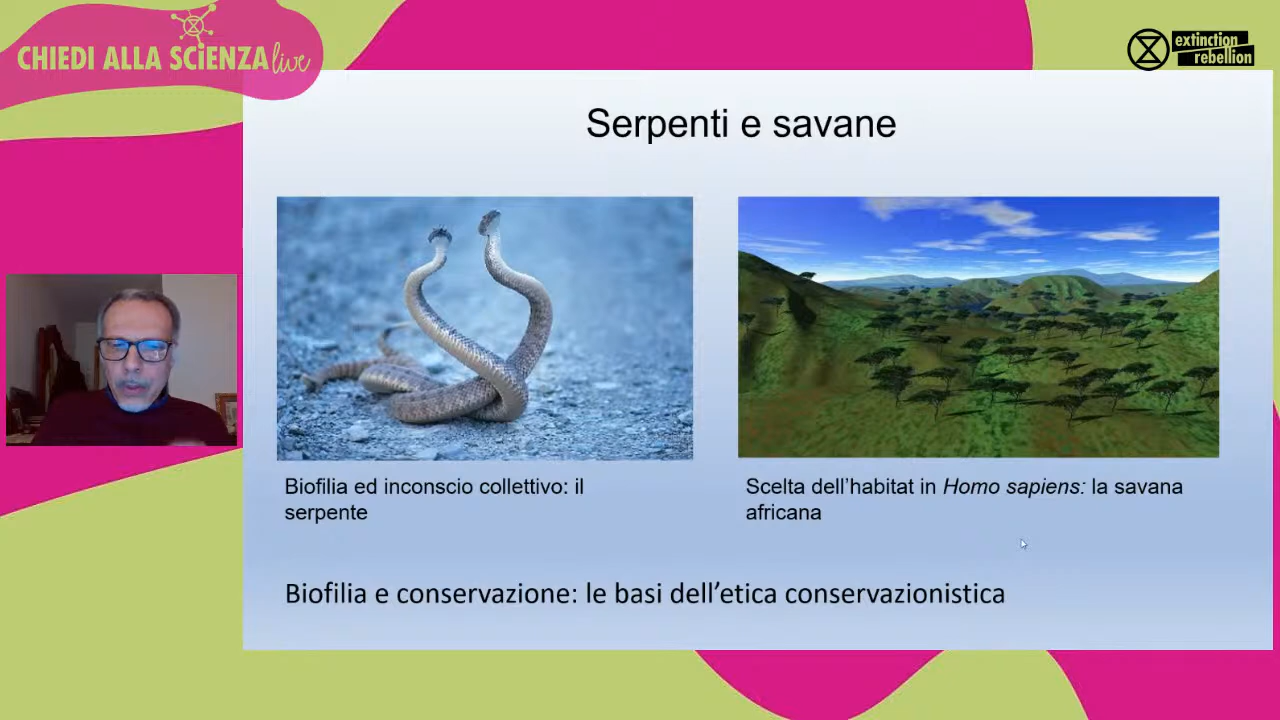 CHIEDI ALLA SCIENZA live
extinction
rebellion
Serpenti e savane
Biofilia ed inconscio collettivo: il
serpente
Scelta dell'habitat in Homo sapiens: la savana
africana
Biofilia e conservazione: le basi dell'etica conservazionistica